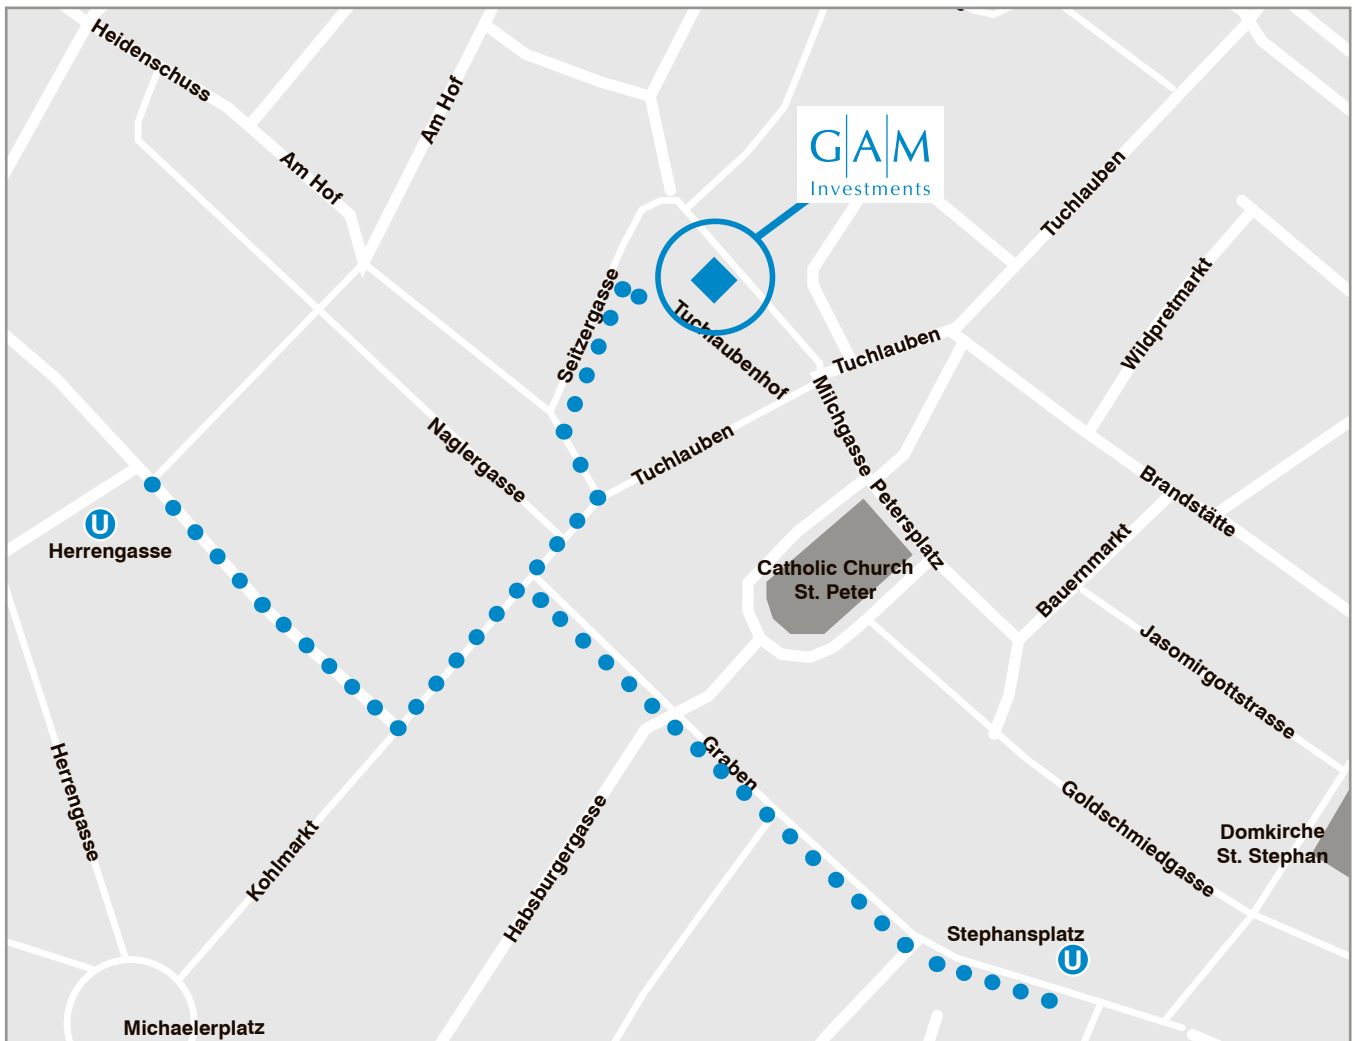 Heidenschuss
Am Hof
Am Hof
G|A|M
Investments
Tuchlauben
Seitzergasse
Tuchlaubenhof
Tuchlauben
Wildpretmarkt
Milchgasse
Naglergasse
Tuchlauben
Petersplatz
Brandstätte
U
Herrengasse
Catholic Church
St. Peter
Bauernmarkt
Jasomirgottstrasse
Herrengasse
Graben
Goldschmiedgasse
Kohlmarkt
Habsburgergasse
Domkirche
St. Stephan
Stephansplatz
U
Michaelerplatz